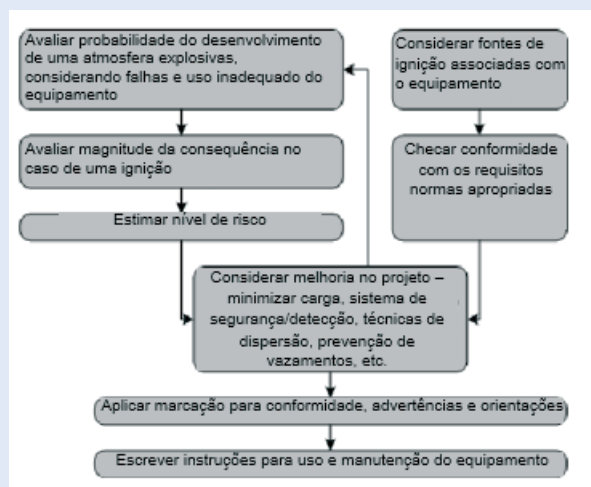 Avaliar probabilidade do desenvolvimento
de uma atmosfera explosivas,
considerando falhas e uso inadequado do
equipamento
Considerar fontes de
ignição associadas com
o equipamento
Avaliar magnitude da consequência no
caso de uma ignição
Checar conformidade
com os requisitos
normas apropriadas
Estimar nível de risco
Considerar melhoria no projeto –
minimizar carga, sistema de
segurança/detecção, técnicas de
dispersão, prevenção de
vazamentos, etc.
Aplicar marcação para conformidade, advertências e orientações
Escrever instruções para uso e manutenção do equipamento